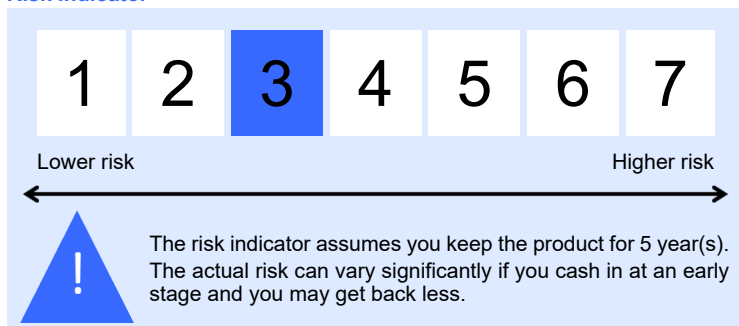 Risk Indicator
1 2 3 4 5 6 7
Lower risk Higher risk
!
The risk indicator assumes you keep the product for 5 year(s).
The actual risk can vary significantly if you cash in at an early
stage and you may get back less.